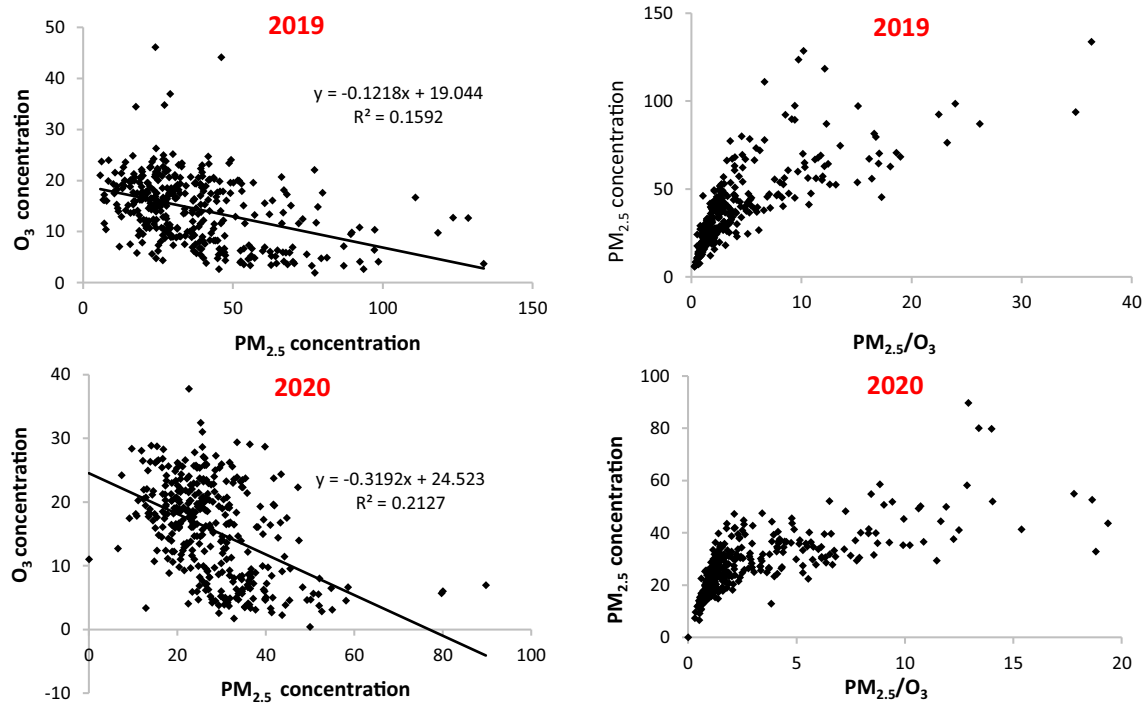 2019
O₃ concentration
50
40
30
20
10
0
y = -0.1218x + 19.044
R² = 0.1592
0 50 100 150
PM₂.₅ concentration
2019
PM₂.₅ concentration
150
100
50
0
0 10 20 30 40
PM₂.₅/O₃
2020
O₃ concentration
40
30
20
10
0
-10
y = -0.3192x + 24.523
R² = 0.2127
0 20 40 60 80 100
PM₂.₅ concentration
2020
PM₂.₅ concentration
100
80
60
40
20
0
0 5 10 15 20
PM₂.₅/O₃